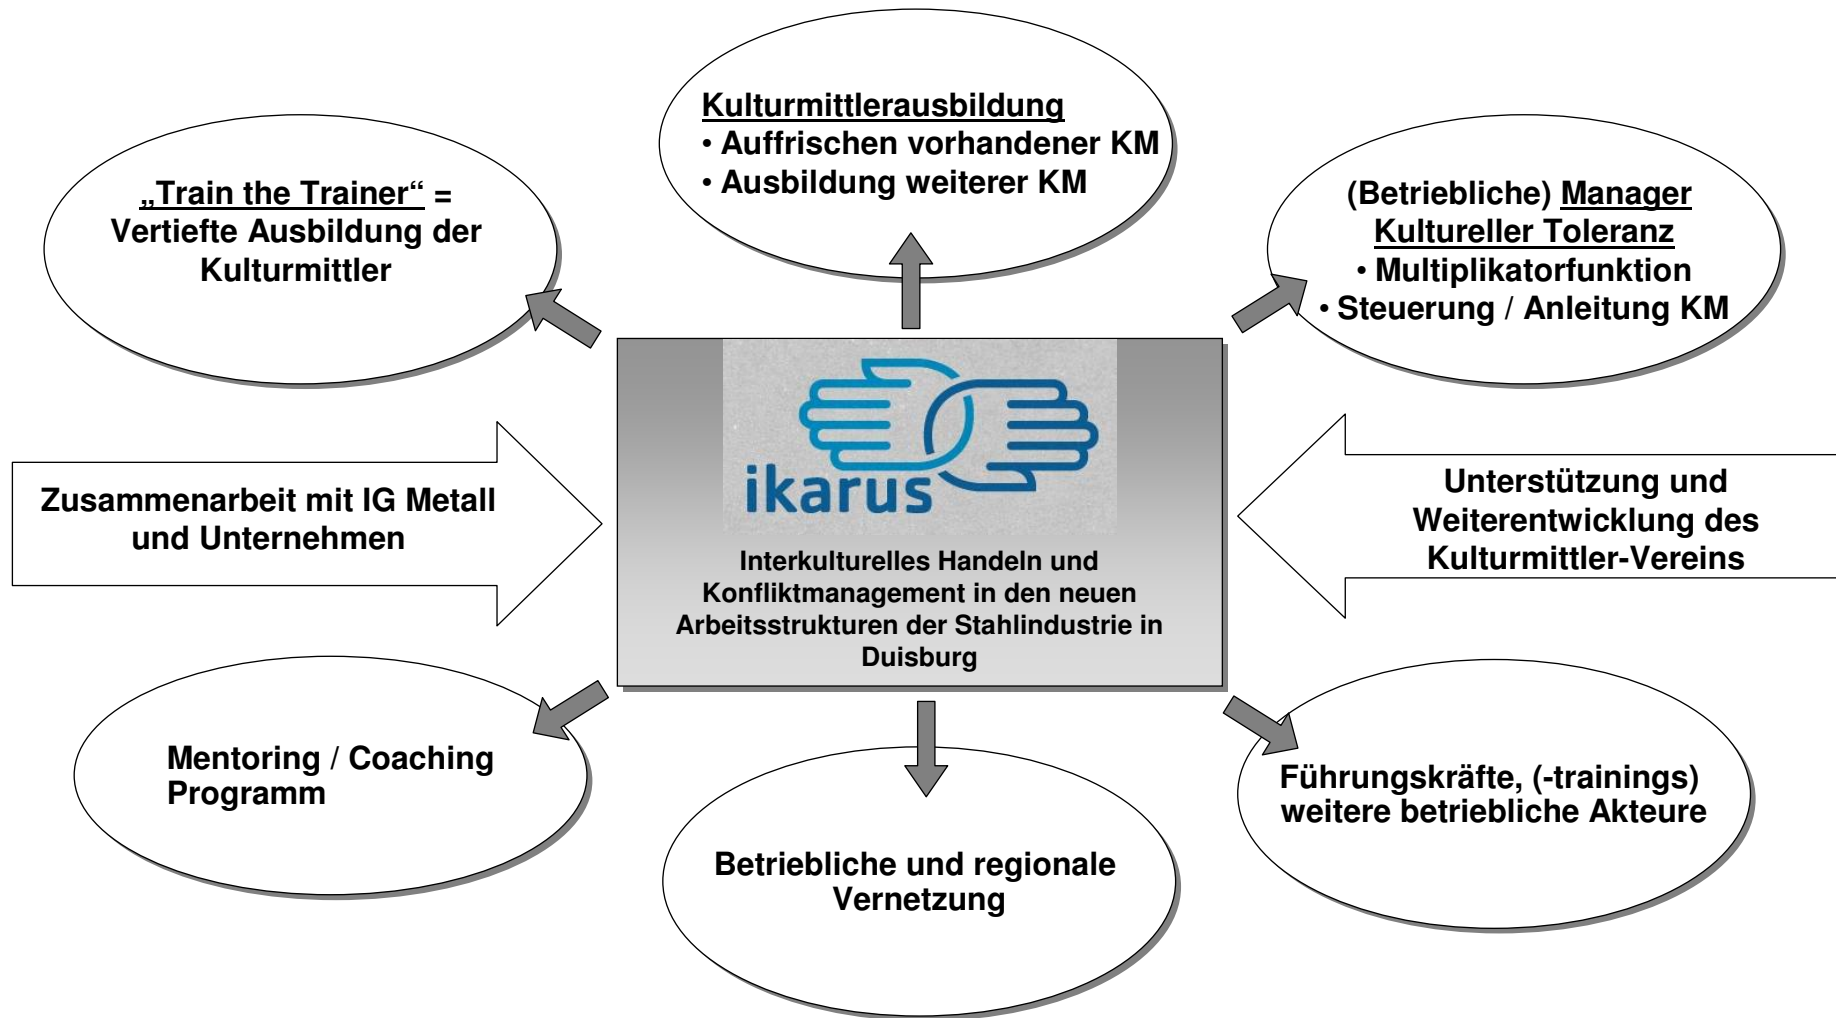 Kulturmittlerausbildung
• Auffrischen vorhandener KM
• Ausbildung weiterer KM
„Train the Trainer“ =
Vertiefte Ausbildung der
Kulturmittler
(Betriebliche) Manager
Kultureller Toleranz
• Multiplikatorfunktion
• Steuerung / Anleitung KM
Zusammenarbeit mit IG Metall
und Unternehmen
ikarus
Interkulturelles Handeln und
Konfliktmanagement in den neuen
Arbeitsstrukturen der Stahlindustrie in
Duisburg
Unterstützung und
Weiterentwicklung des
Kulturmittler-Vereins
Mentoring / Coaching
Programm
Betriebliche und regionale
Vernetzung
Führungskräfte, (-trainings)
weitere betriebliche Akteure